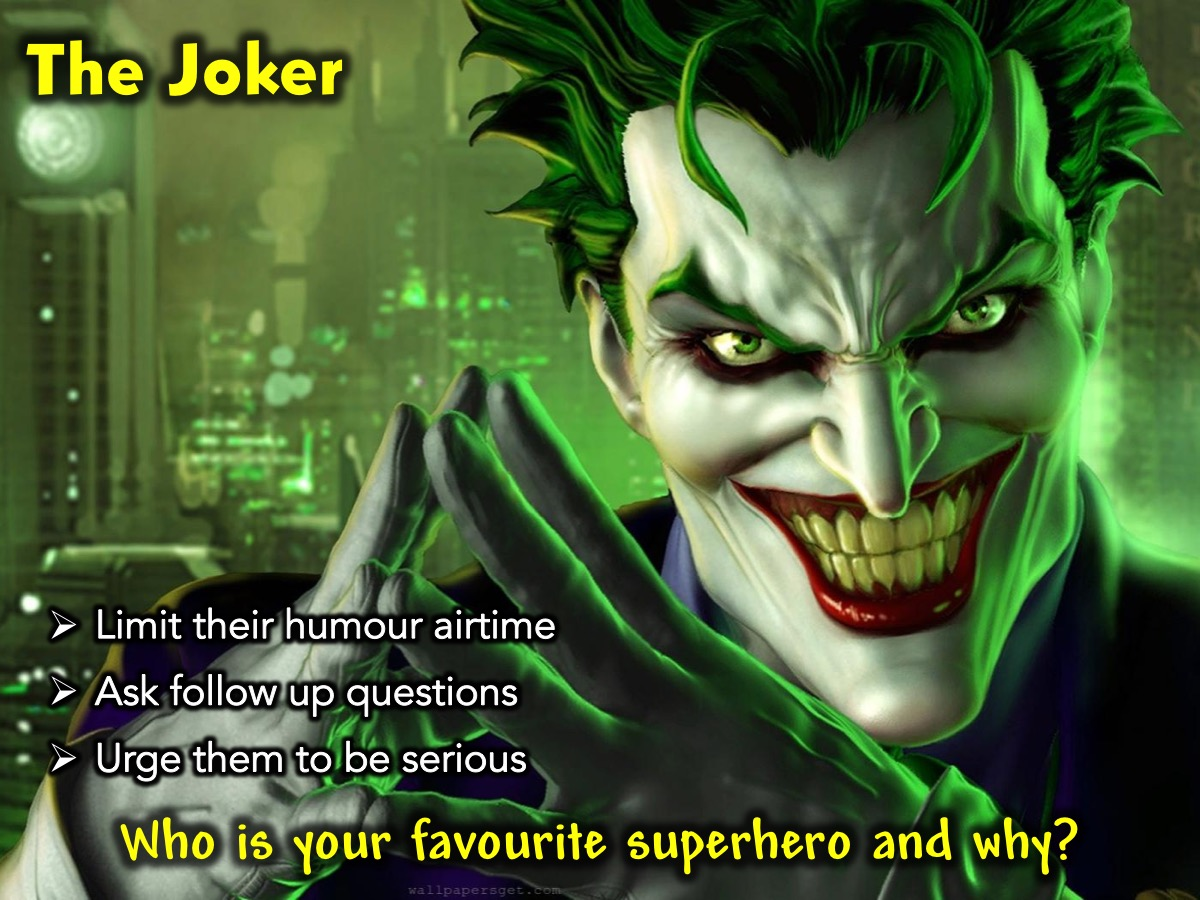 The Joker
➢ Limit their humour airtime
➢ Ask follow up questions
➢ Urge them to be serious
Who is your favourite superhero and why?
wallpapersget.com